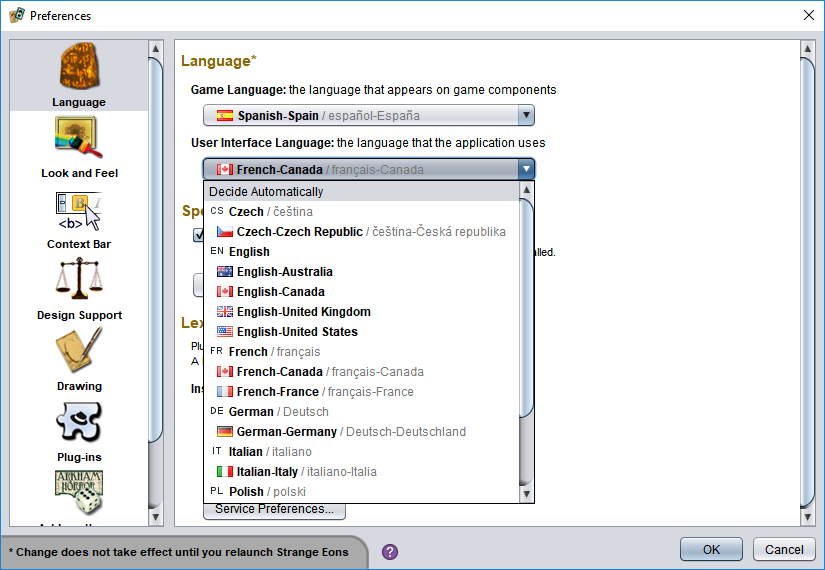 Preferences
Language
Look and Feel
<b> B i
Context Bar
Design Support
Drawing
Plug-ins
ARKHAM
HORROR
Language*
Game Language: the language that appears on game components
Spanish-Spain / español-España
User Interface Language: the language that the application uses
French-Canada / français-Canada
Decide Automatically
CS Czech / čeština
Czech-Czech Republic / čeština-Česká republika
EN English
English-Australia
English-Canada
English-United Kingdom
English-United States
FR French / français
French-Canada / français-Canada
French-France / français-France
DE German / Deutsch
German-Germany / Deutsch-Deutschland
IT Italian / italiano
Italian-Italy / italiano-Italia
PL Polish / polski
Spe
lled.
Lex
Plu
A
Ins
Service Preferences...
* Change does not take effect until you relaunch Strange Eons
?
OK
Cancel